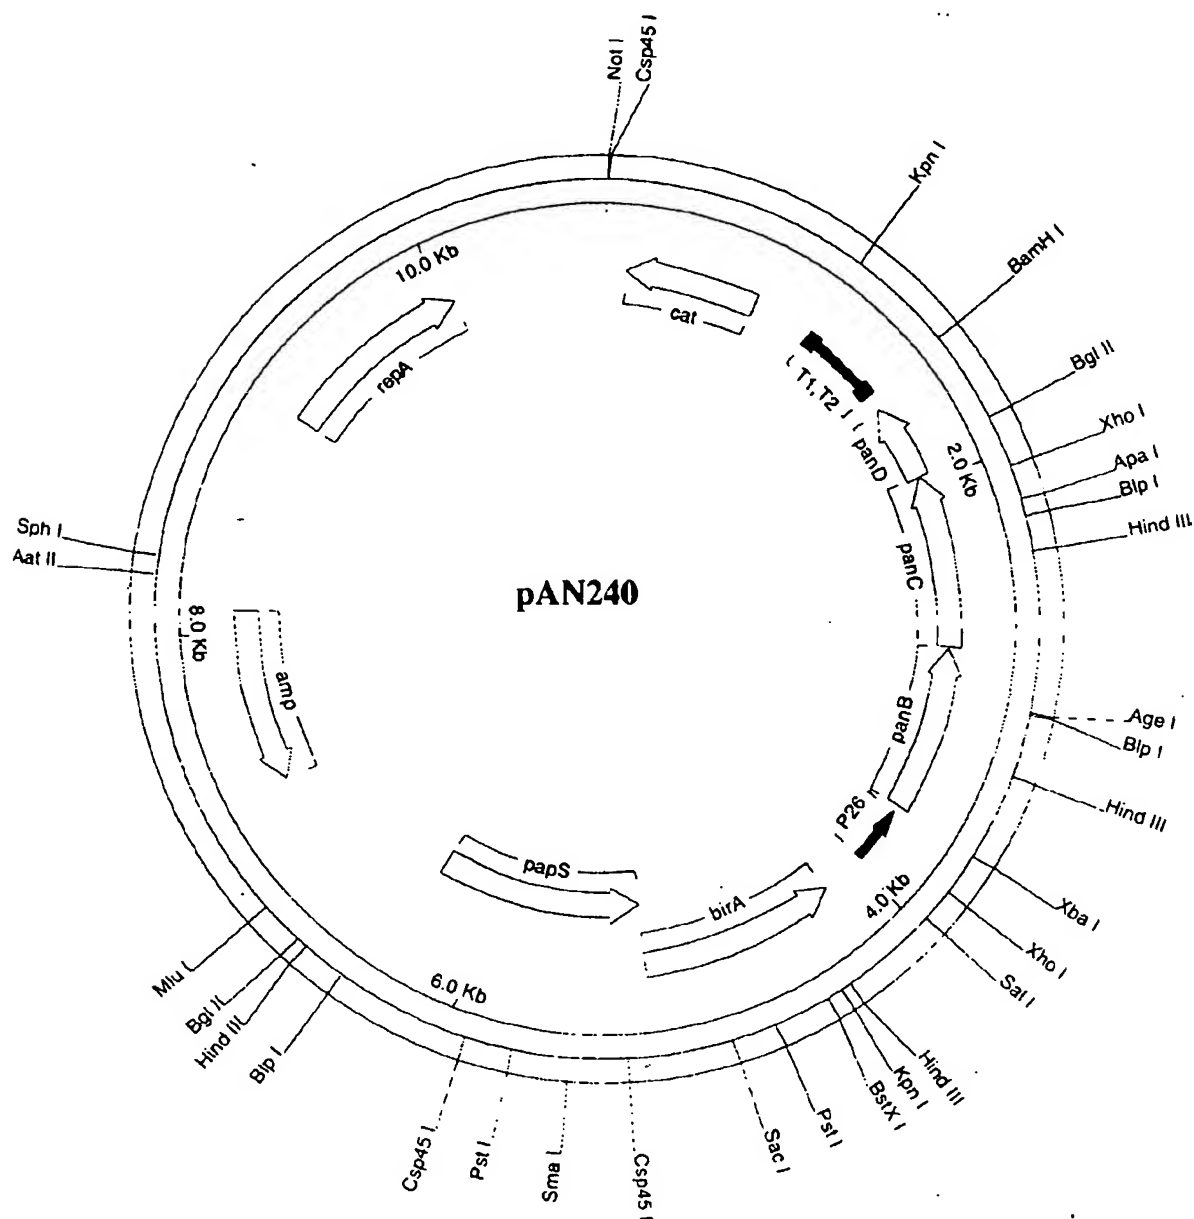 Not I
Csp45 I
Kpn I
BamH I
Bgl II
Xho I
Apa I
Blp I
Hind III
Age I
Blp I
Hind III
Xba I
Xho I
Sal I
Hind III
Kpn I
BstX I
Pst I
Sac I
Csp45 I
Sma I
Pst I
Csp45 I
Blp I
Hind III
Bgl II
Mlu I
Aat II
Sph I
10.0 Kb
2.0 Kb
4.0 Kb
6.0 Kb
8.0 Kb
cat
T1, T2
panD
panC
panB
P26
birA
papS
amp
repA
pAN240